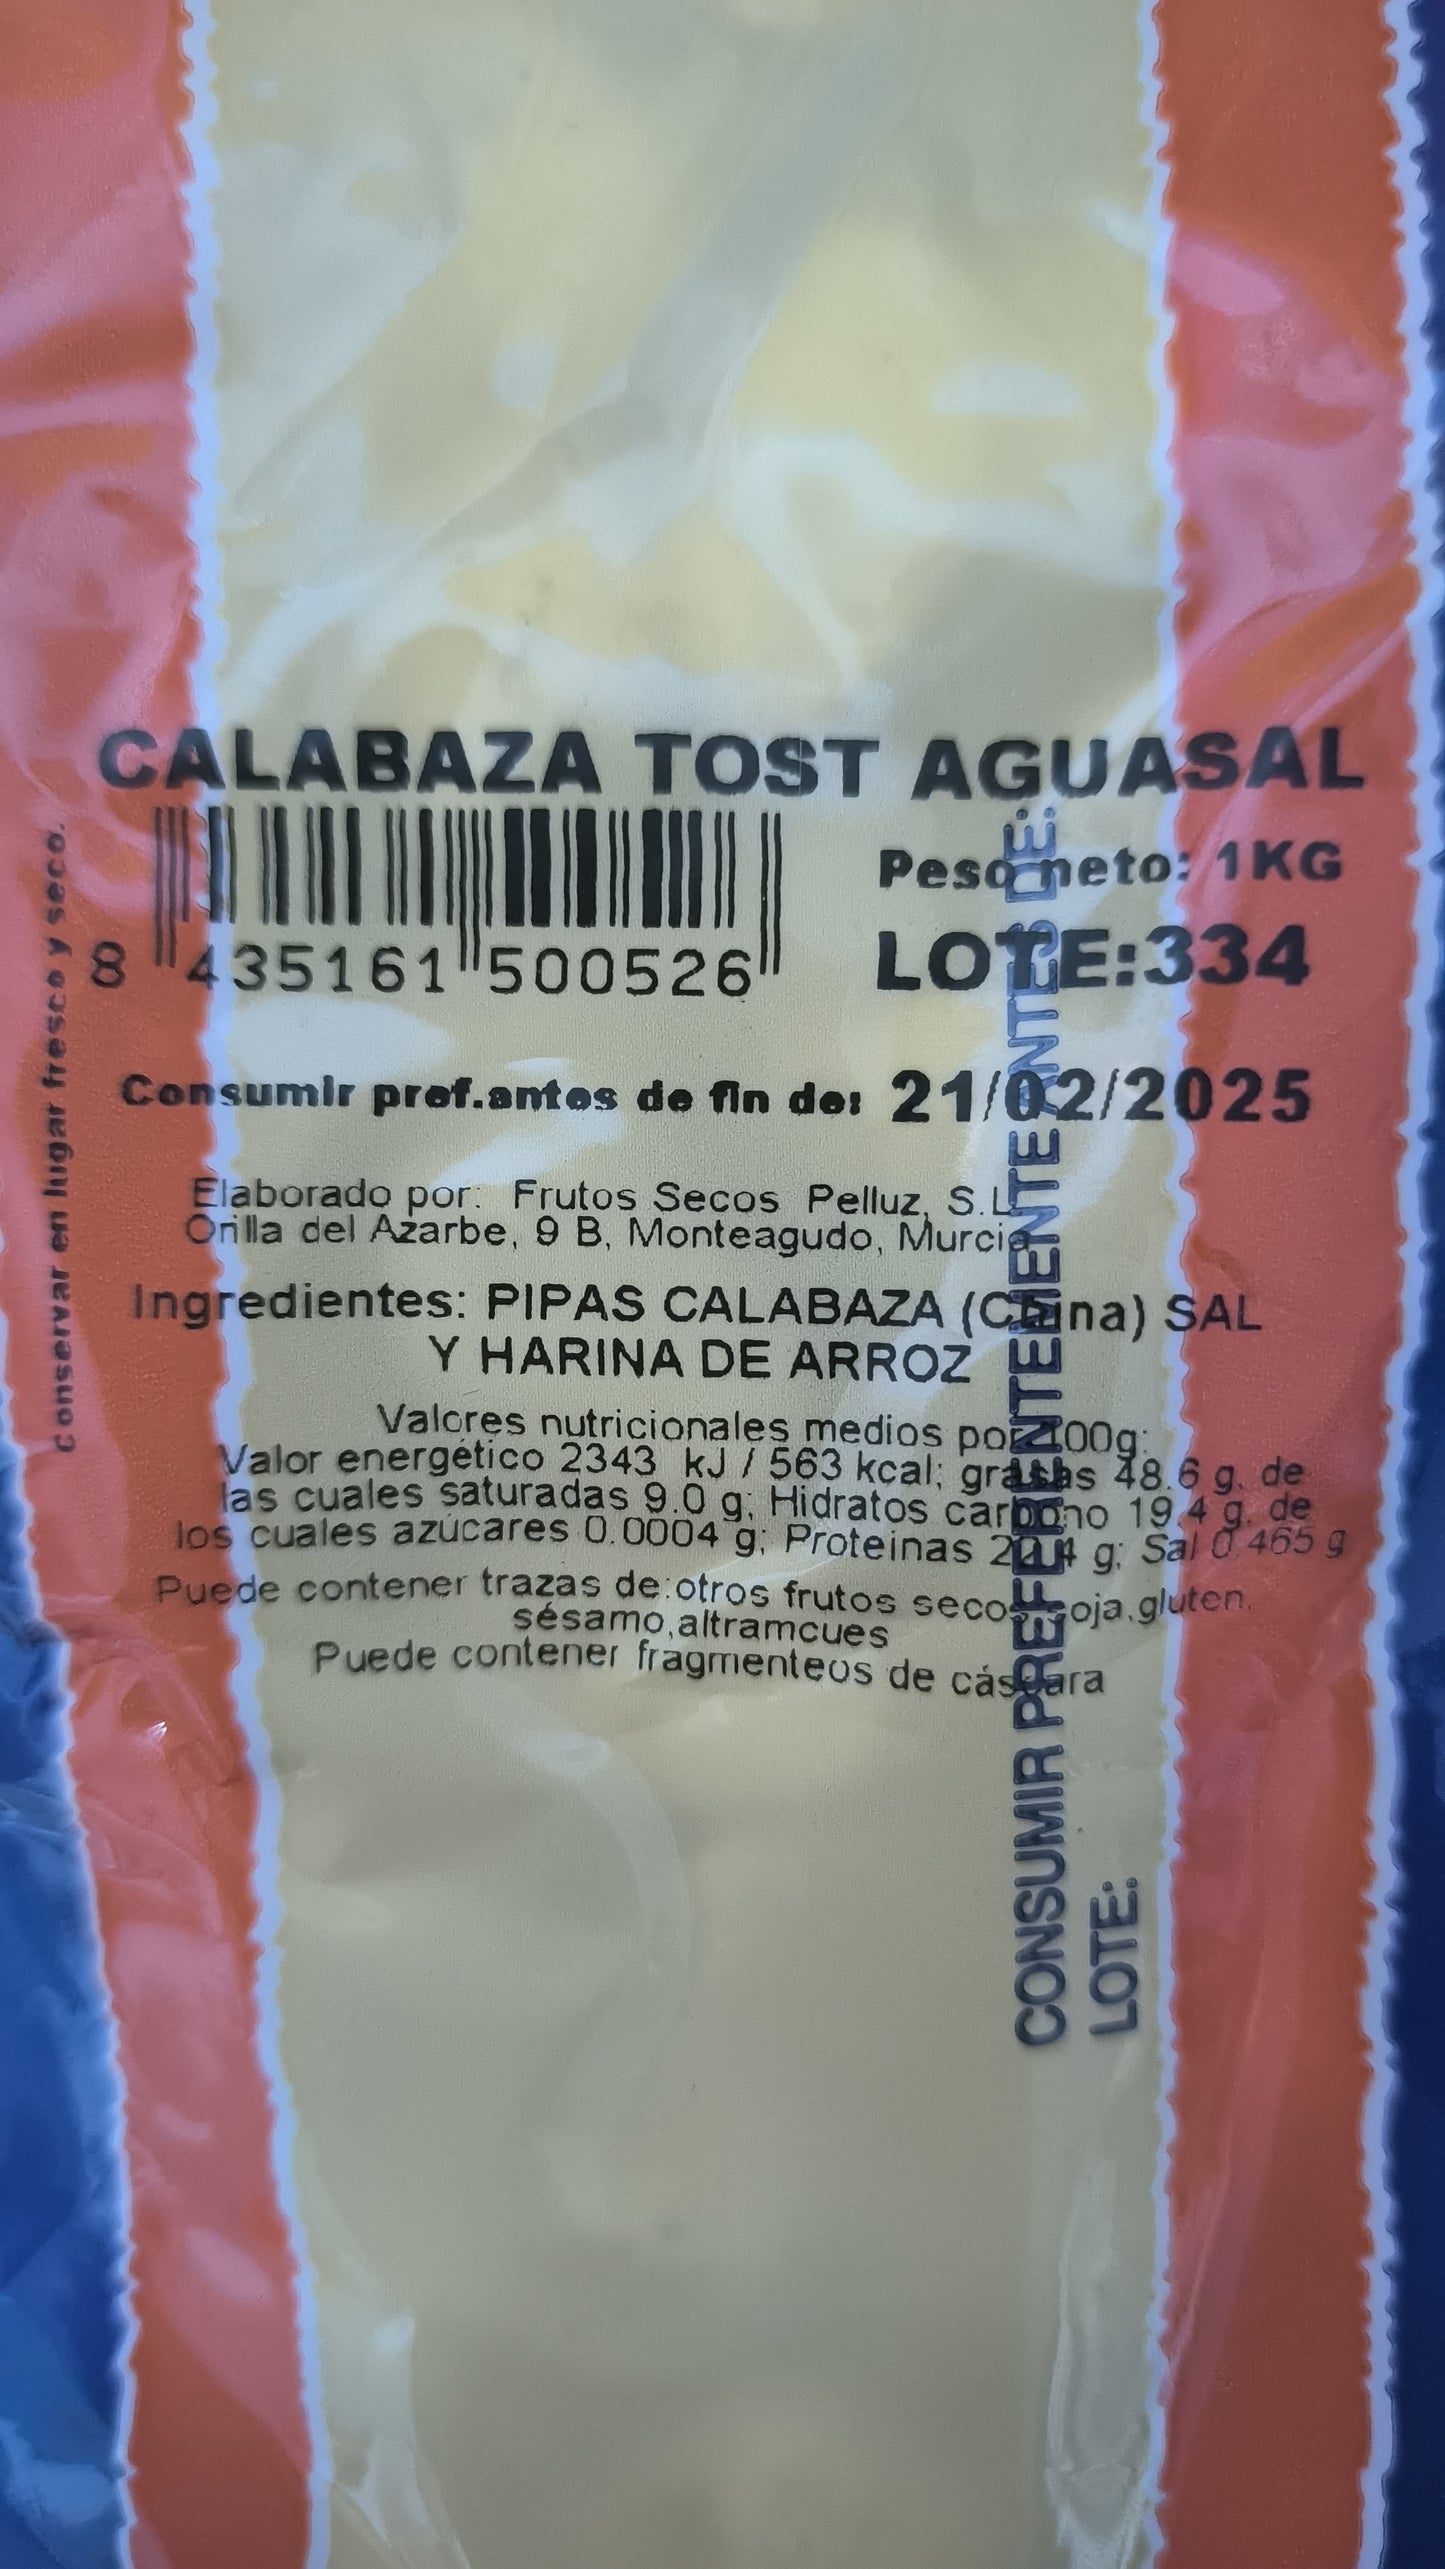 CALABAZA TOST AGUASAL
8 435161 500526
Peso neto: 1KG
LOTE:334
Consumir pref.antes de fin de: 21/02/2025
Elaborado por: Frutos Secos Pelluz, S.L
Orilla del Azarbe, 9 B, Monteagudo, Murcia
Ingredientes: PIPAS CALABAZA (China) SAL
Y HARINA DE ARROZ
Valores nutricionales medios por 100g:
Valor energético 2343 kJ / 563 kcal; grasas 48.6 g. de
las cuales saturadas 9.0 g; Hidratos carbono 19.4 g. de
los cuales azúcares 0.0004 g; Proteinas g; Sal 0.465 g
Puede contener trazas de:otros frutos secos,soja,gluten,
sésamo,altramcues
Puede contener fragmenteos de cáscara
Conservar en lugar fresco y seco.
CONSUMIR PREFERENTEMENTE ANTES DE:
LOTE: